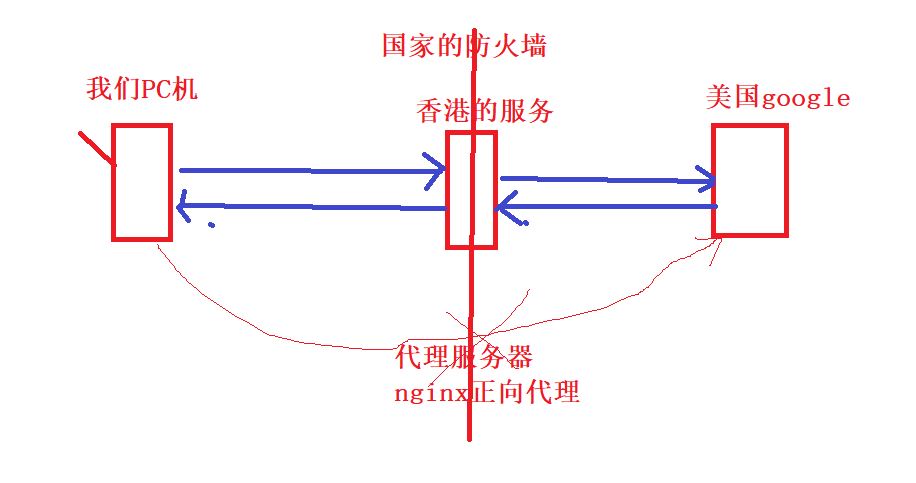 国家的防火墙
我们PC机
香港的服务
美国google
代理服务器
nginx正向代理